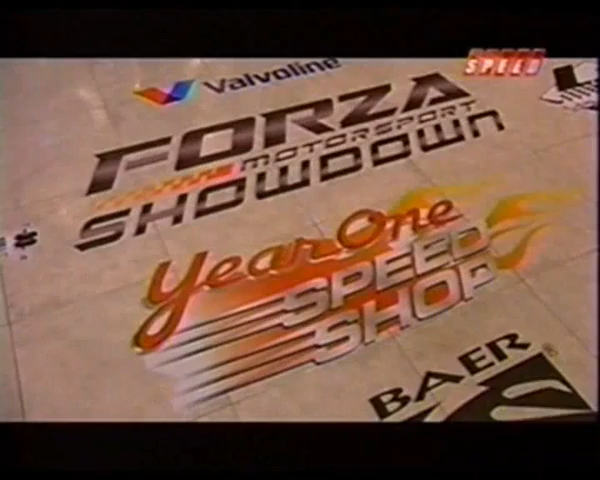 SPEED
Valvoline
FORZA
MOTORSPORT
SHOWDOWN
Year One
SPEED
SHOP
BAER
®